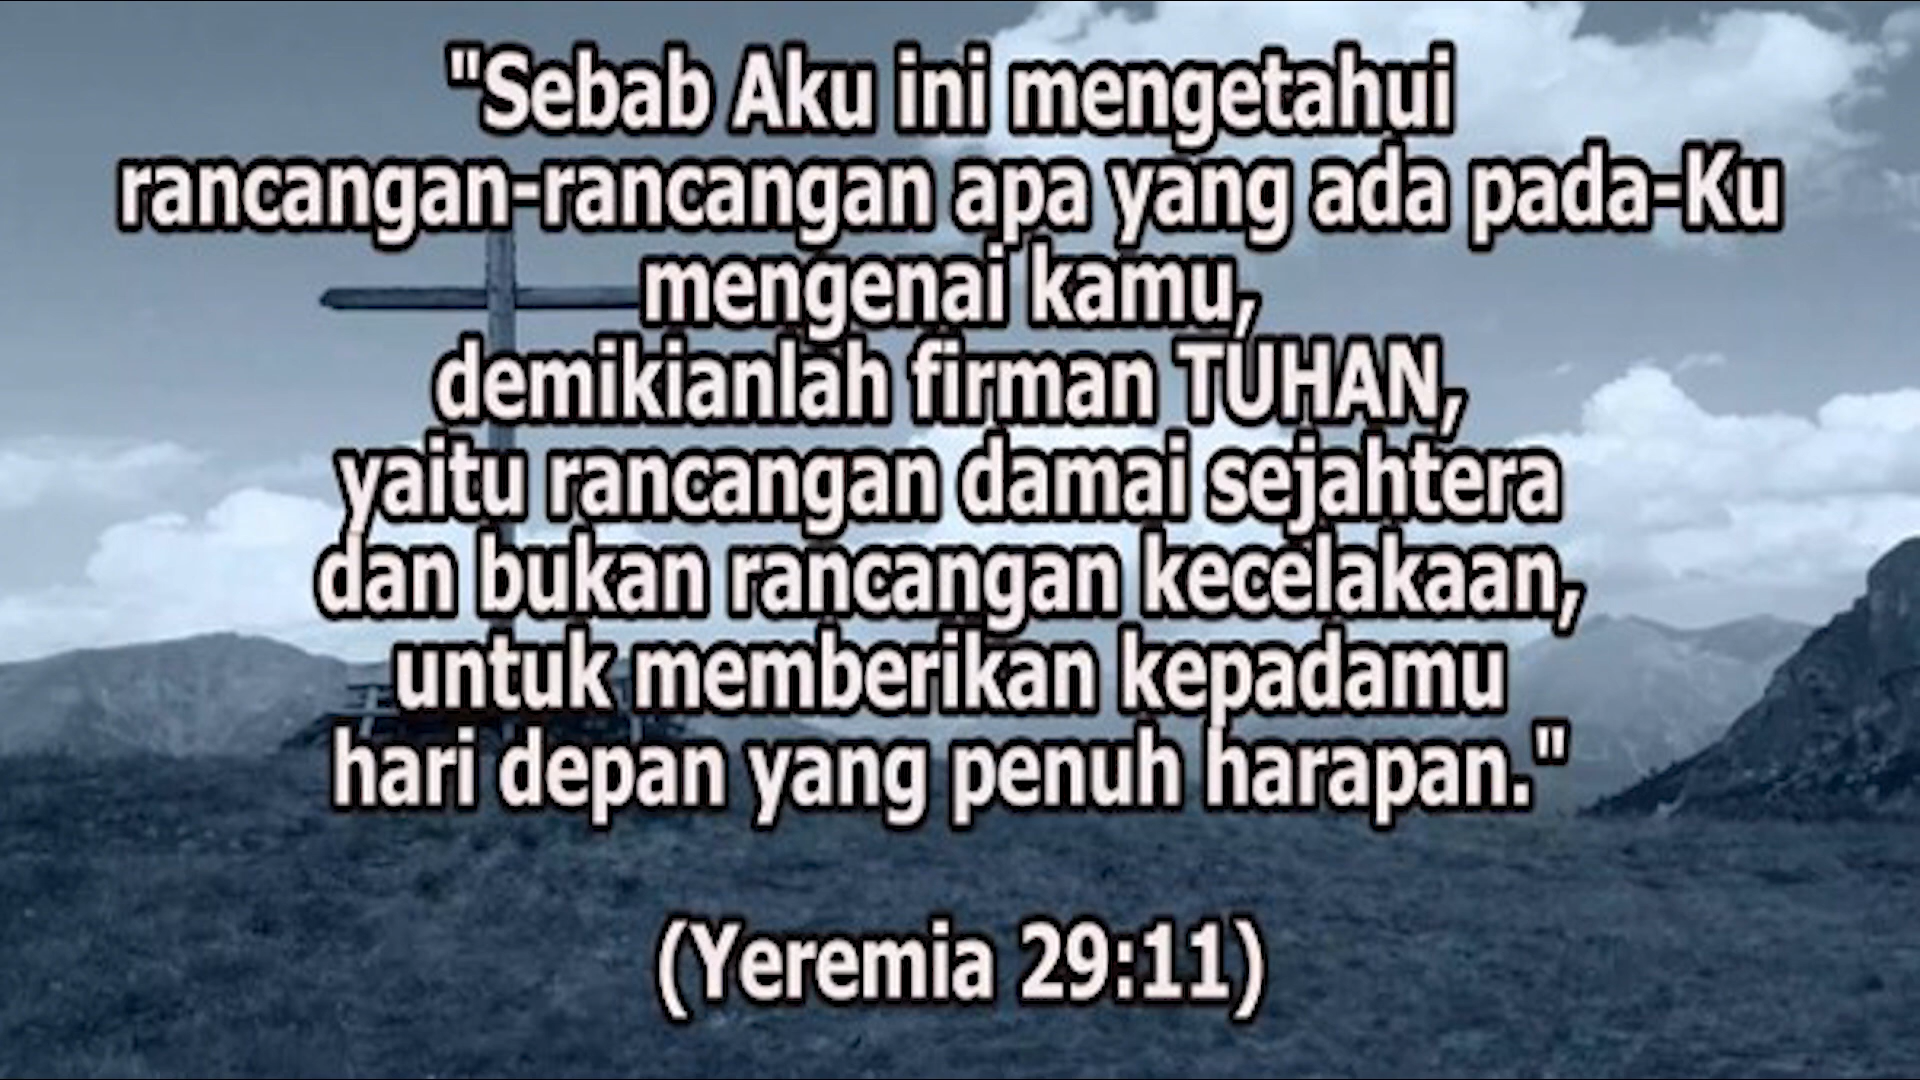 "Sebab Aku ini mengetahui
rancangan-rancangan apa yang ada pada-Ku
mengenai kamu,
demikianlah firman TUHAN,
yaitu rancangan damai sejahtera
dan bukan rancangan kecelakaan,
untuk memberikan kepadamu
hari depan yang penuh harapan."
(Yeremia 29:11)